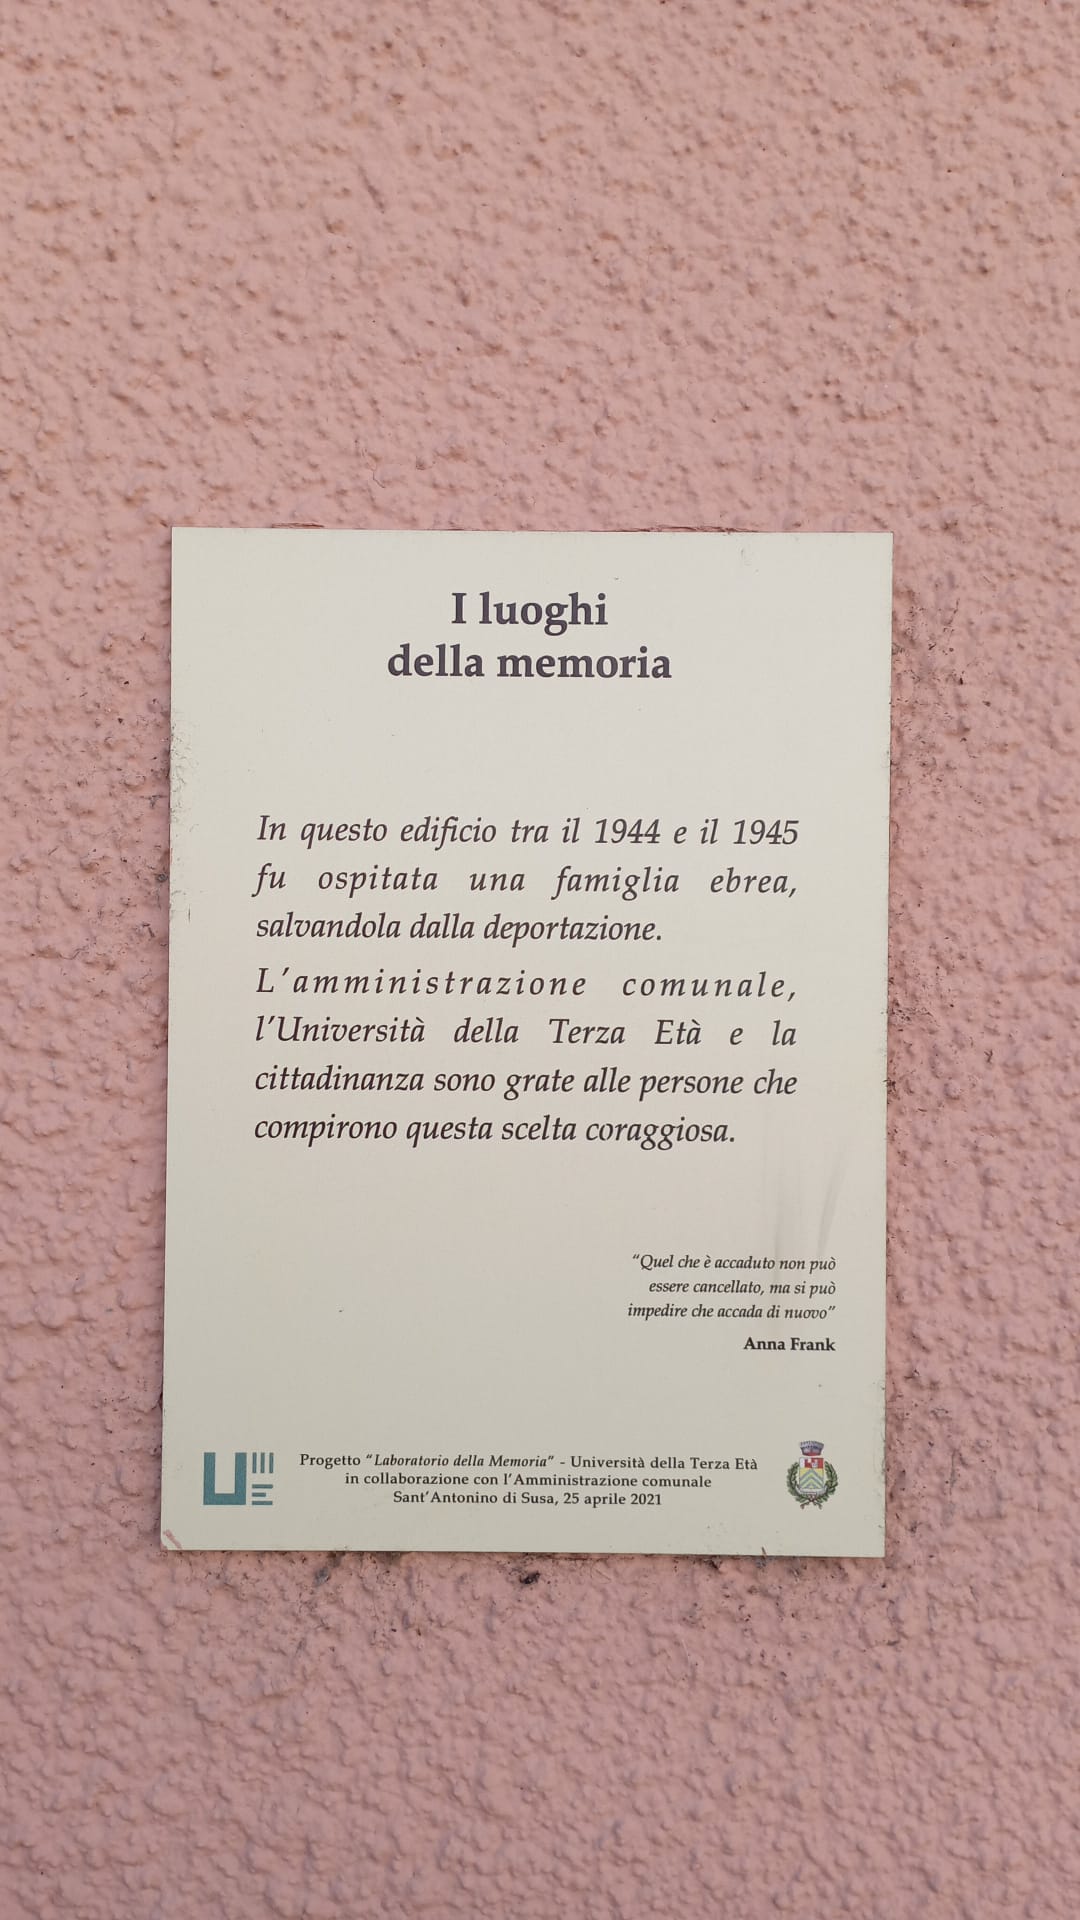 I luoghi
della memoria
In questo edificio tra il 1944 e il 1945
fu ospitata una famiglia ebrea,
salvandola dalla deportazione.
L'amministrazione comunale,
l'Università della Terza Età e la
cittadinanza sono grate alle persone che
compirono questa scelta coraggiosa.
“Quel che è accaduto non può
essere cancellato, ma si può
impedire che accada di nuovo”
Anna Frank
Progetto “Laboratorio della Memoria” - Università della Terza Età
in collaborazione con l'Amministrazione comunale
Sant'Antonino di Susa, 25 aprile 2021